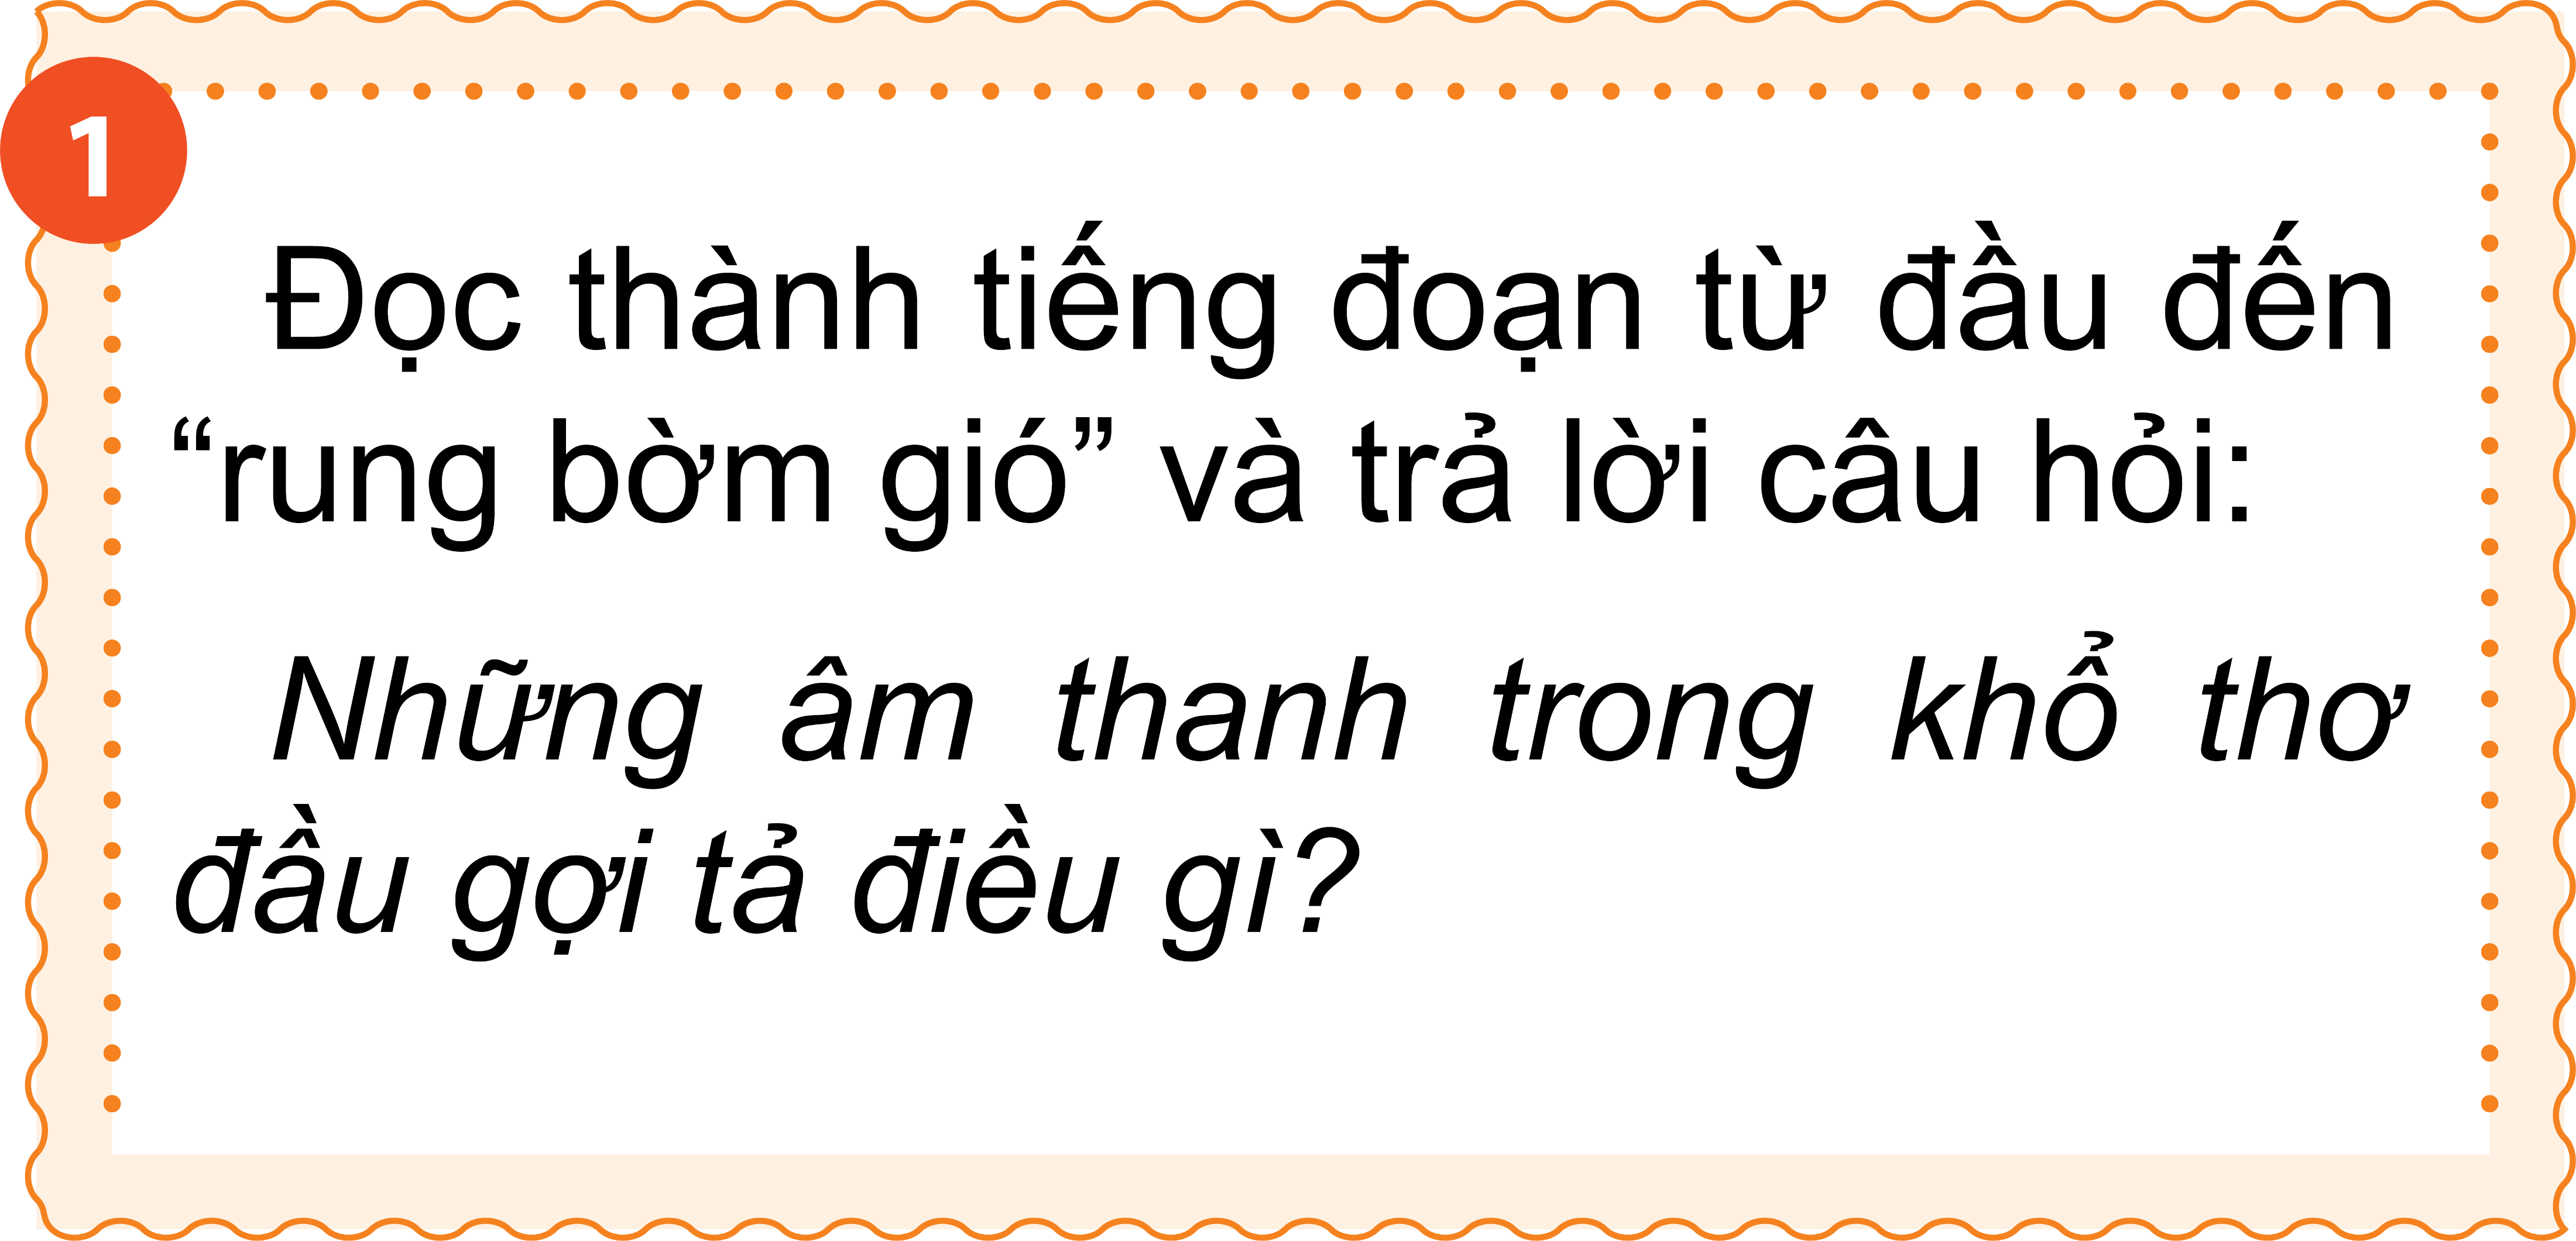 1
Đọc thành tiếng đoạn từ đầu đến
“rung bờm gió” và trả lời câu hỏi:
Những âm thanh trong khổ thơ
đầu gợi tả điều gì?